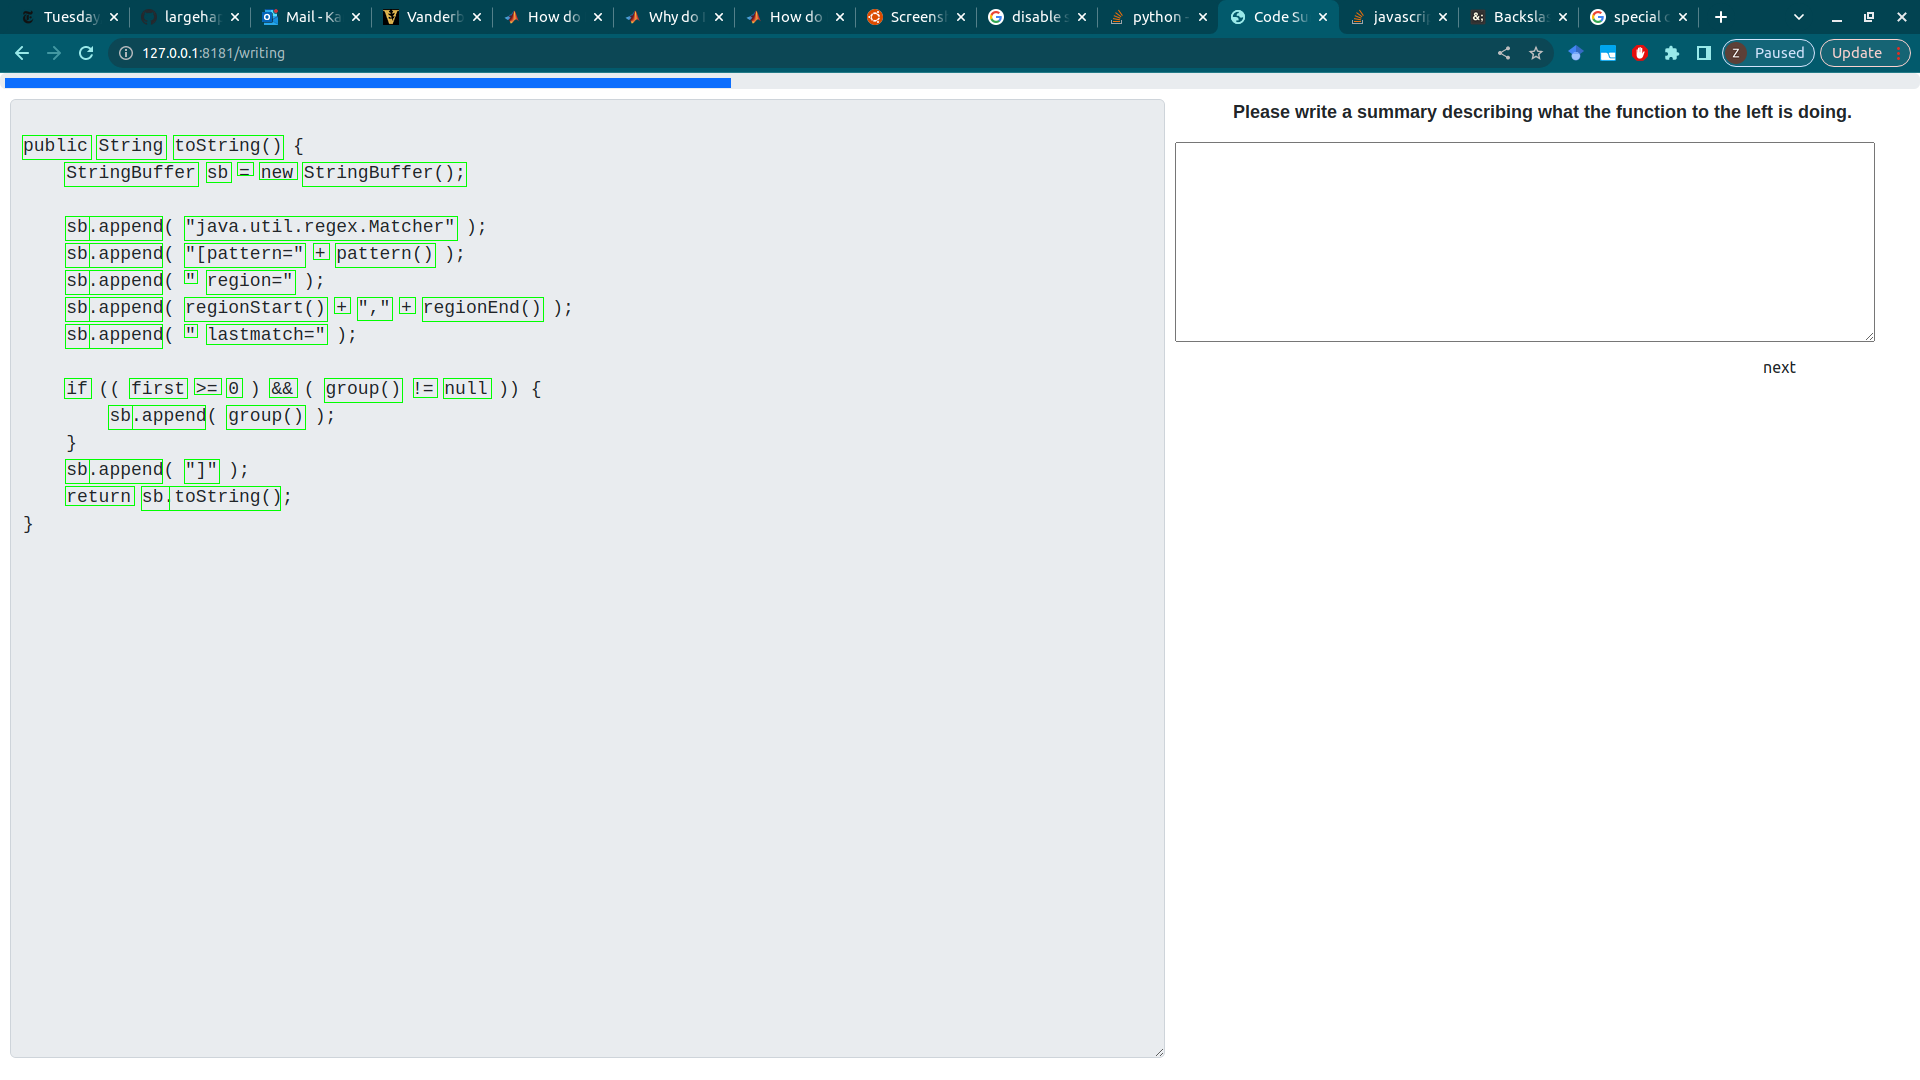 Tuesday
largehap
Mail - Ka
Vanderb
How do
Why do
How do
Screens
disable s
python -
Code Su
javascrip
Backslas
special c
127.0.0.1:8181/writing
Z Paused
Update
public String toString() {
StringBuffer sb = new StringBuffer();
sb.append( "java.util.regex.Matcher" );
sb.append( "[pattern=" + pattern() );
sb.append( " region=" );
sb.append( regionStart() + "," + regionEnd() );
sb.append( " lastmatch=" );
if (( first >= 0 ) && ( group() != null )) {
sb.append( group() );
}
sb.append( "]" );
return sb.toString();
}
Please write a summary describing what the function to the left is doing.
next